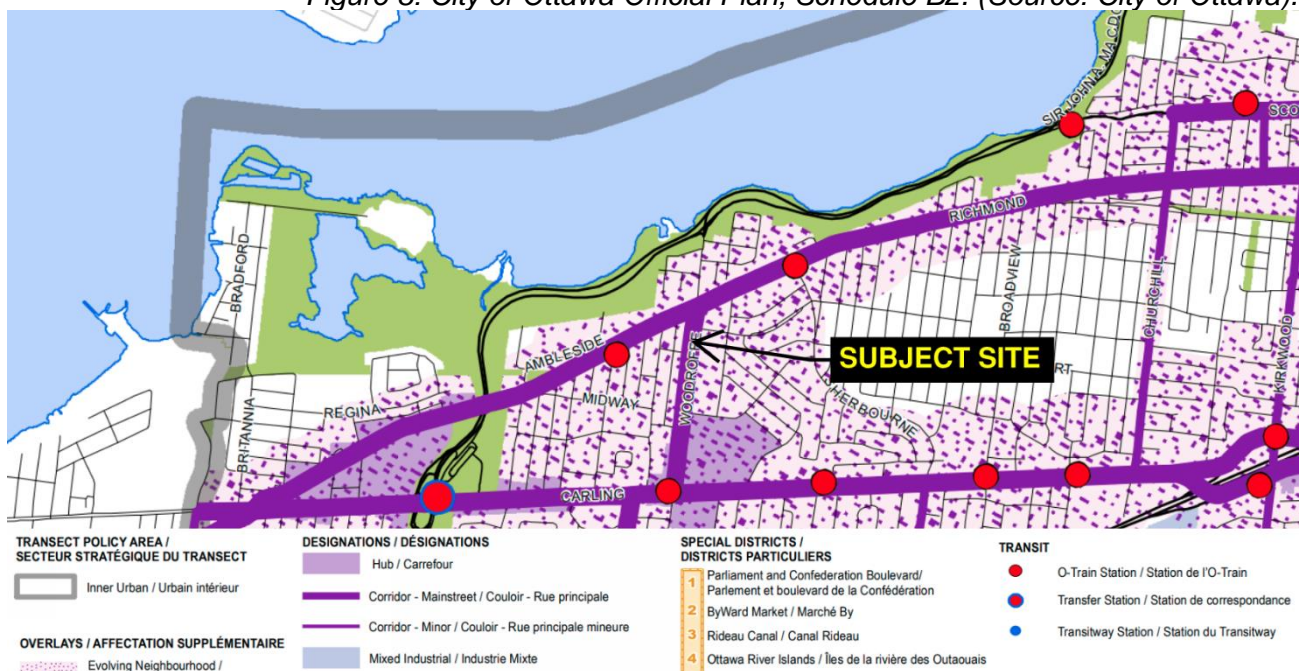 Figure 3: City of Ottawa Official Plan, Schedule B2. (Source: City of Ottawa).
SIR JOHN A. MACDO
SCO
RICHMOND
BRADFORD
BROADVIEW
CHURCHILL
KIRKWOOD
AMBLESIDE
WOODROFFE
SUBJECT SITE
RT
MIDWAY
SHERBOURNE
REGINA
BRITANNIA
CARLING
TRANSECT POLICY AREA /
SECTEUR STRATÉGIQUE DU TRANSECT
Inner Urban / Urbain intérieur
OVERLAYS / AFFECTATION SUPPLÉMENTAIRE
Evolving Neighbourhood /
DESIGNATIONS / DÉSIGNATIONS
Hub / Carrefour
Corridor - Mainstreet / Couloir - Rue principale
Corridor - Minor / Couloir - Rue principale mineure
Mixed Industrial / Industrie Mixte
SPECIAL DISTRICTS /
DISTRICTS PARTICULIERS
1 Parliament and Confederation Boulevard/
Parlement et boulevard de la Confédération
2 ByWard Market / Marché By
3 Rideau Canal / Canal Rideau
4 Ottawa River Islands / Îles de la rivière des Outaouais
TRANSIT
O-Train Station / Station de l'O-Train
Transfer Station / Station de correspondance
Transitway Station / Station du Transitway